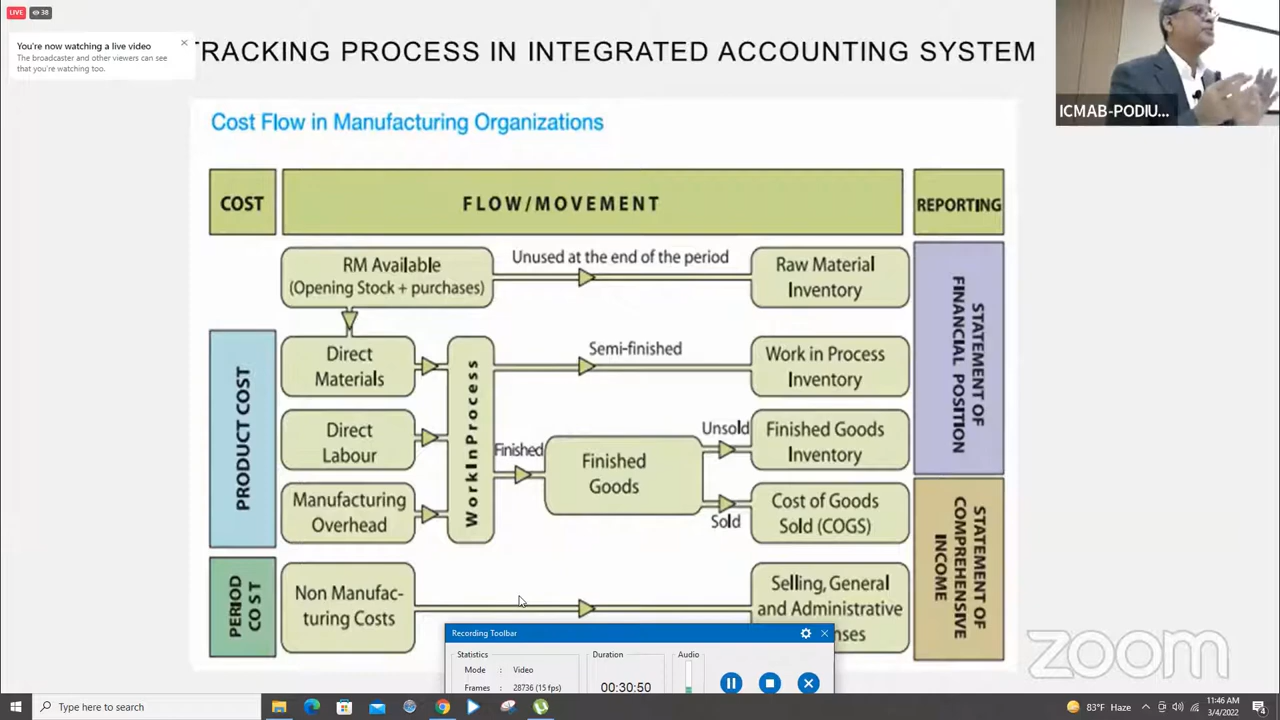 LIVE
38
You're now watching a live video
The broadcaster and other viewers can see
that you're watching too.
TRACKING PROCESS IN INTEGRATED ACCOUNTING SYSTEM
ICMAB-PODIU...
Cost Flow in Manufacturing Organizations
COST
FLOW/MOVEMENT
REPORTING
RM Available
(Opening Stock + purchases)
Unused at the end of the period
Raw Material
Inventory
STATEMENT OF
FINANCIAL POSITION
PRODUCT COST
Direct
Materials
Work In Process
Semi-finished
Work in Process
Inventory
Direct
Labour
Finished
Finished
Goods
Unsold
Finished Goods
Inventory
Manufacturing
Overhead
Sold
Cost of Goods
Sold (COGS)
STATEMENT OF
COMPREHENSIVE
INCOME
PERIOD
COST
Non Manufac-
turing Costs
Selling, General
and Administrative
nses
zoom
Recording Toolbar
Statistics
Mode : Video
Frames : 28736 (15 fps)
Duration
00:30:50
Audio
Type here to search
83°F Haze
11:46 AM
3/4/2022
4